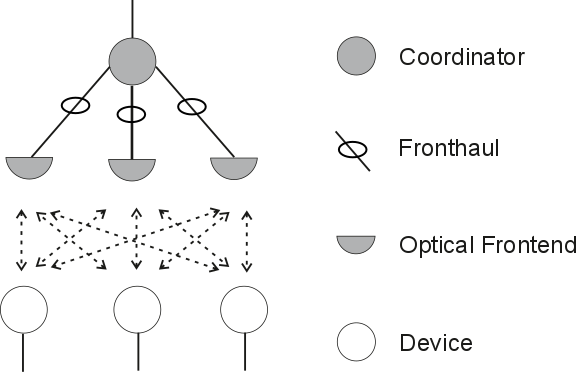 Coordinator
Fronthaul
Optical Frontend
Device